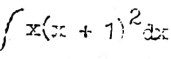 ∫ x(x + 1)²dx